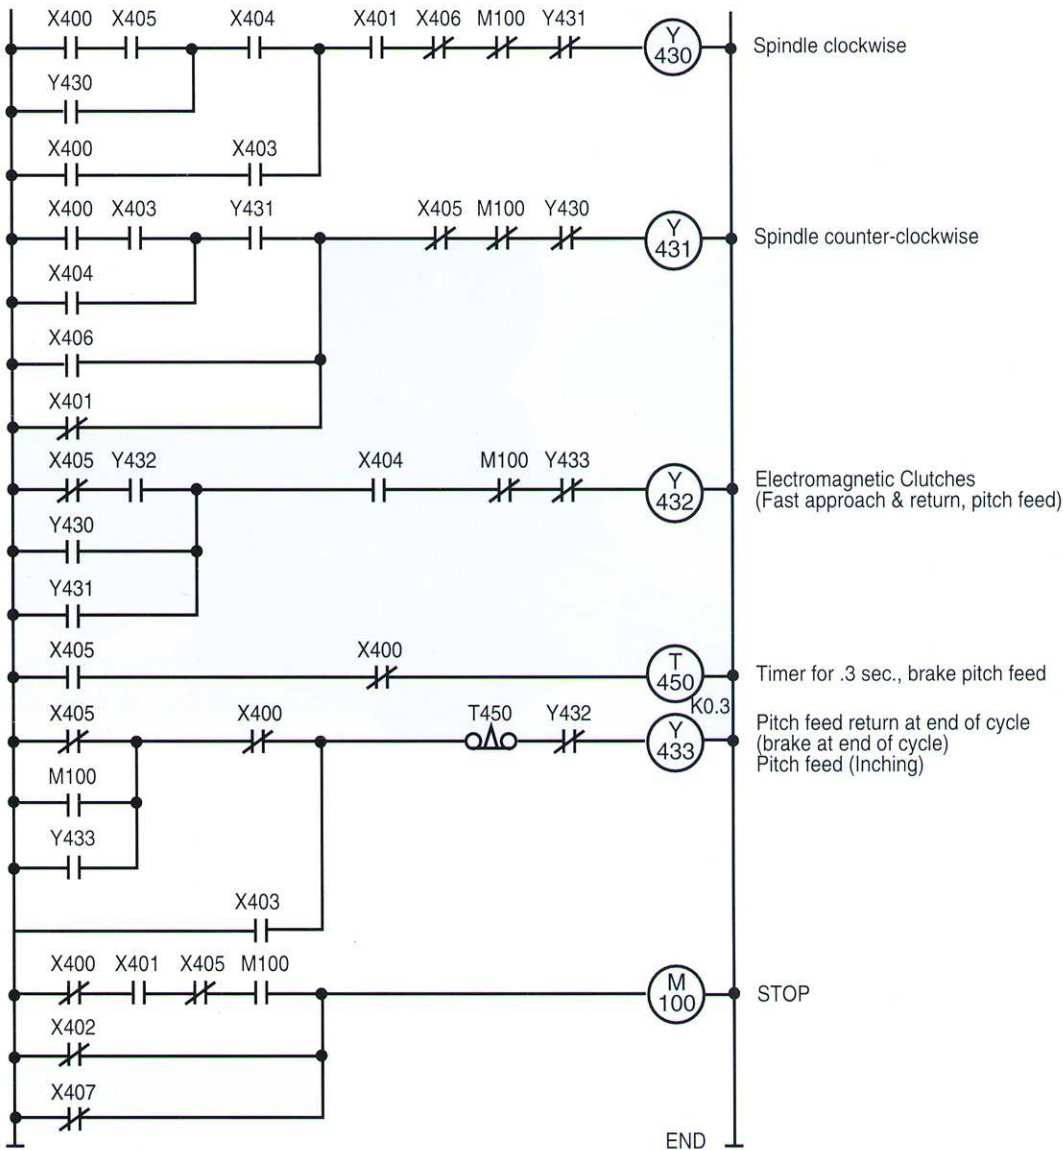 X400 X405 X404 X401 X406 M100 Y431
Y
430
Spindle clockwise
Y430
X400 X403
X400 X403 Y431 X405 M100 Y430
Y
431
Spindle counter-clockwise
X404
X406
X401
X405 Y432 X404 M100 Y433
Y
432
Electromagnetic Clutches
(Fast approach & return, pitch feed)
Y430
Y431
X405 X400
T
450
K0.3
Timer for .3 sec., brake pitch feed
X405 X400 T450 Y432
Y
433
Pitch feed return at end of cycle
(brake at end of cycle)
Pitch feed (Inching)
M100
Y433
X403
X400 X401 X405 M100
M
100
STOP
X402
X407
END